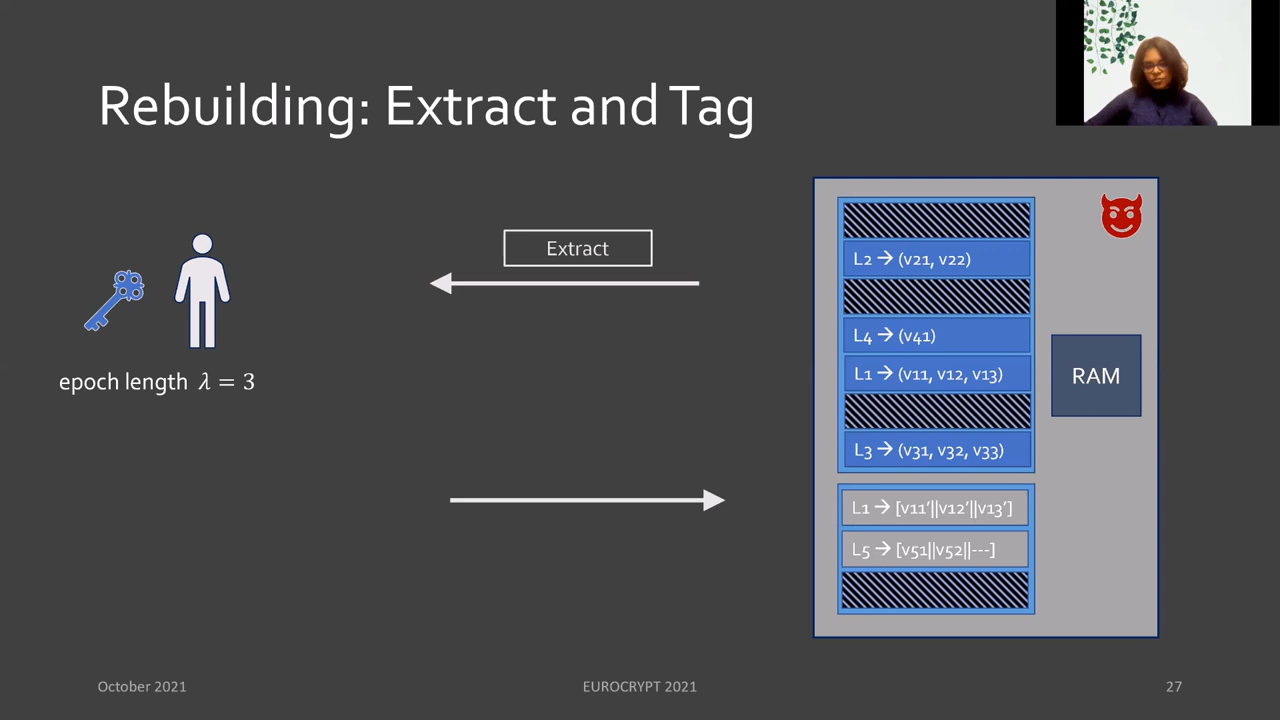 Rebuilding: Extract and Tag
Extract
epoch length λ = 3
L2 → (v21, v22)
L4 → (v41)
L1 → (v11, v12, v13)
L3 → (v31, v32, v33)
RAM
L1 → [v11′||v12′||v13′]
L5 → [v51||v52||---]
October 2021
EUROCRYPT 2021
27